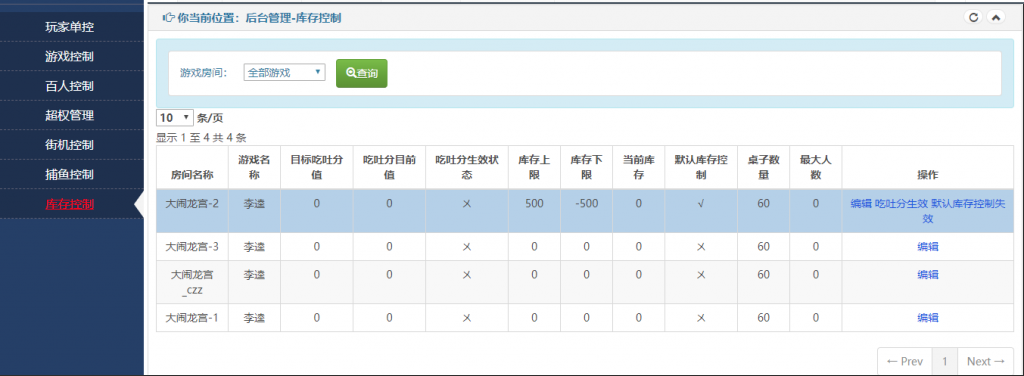 玩家单控
游戏控制
百人控制
超权管理
街机控制
捕鱼控制
库存控制
你当前位置：后台管理-库存控制
游戏房间： 全部游戏 查询
10 条/页
显示 1 至 4 共 4 条
房间名称 游戏名称 目标吃吐分值 吃吐分目前值 吃吐分生效状态 库存上限 库存下限 当前库存 默认库存控制 桌子数量 最大人数 操作
大闹龙宫-2 李逵 0 0 ㄨ 500 -500 0 √ 60 0 编辑 吃吐分生效 默认库存控制失效
大闹龙宫-3 李逵 0 0 ㄨ 0 0 0 ㄨ 60 0 编辑
大闹龙宫_czz 李逵 0 0 ㄨ 0 0 0 ㄨ 60 0 编辑
大闹龙宫-1 李逵 0 0 ㄨ 0 0 0 ㄨ 60 0 编辑
← Prev 1 Next →